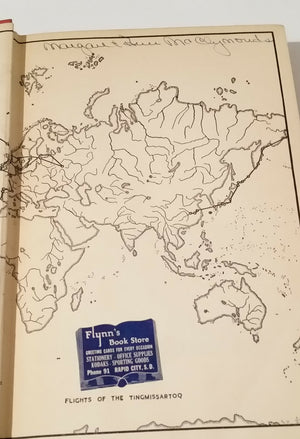 Margaret
Flynn's
Book Store
GREETING CARDS FOR EVERY OCCASION
STATIONERY - OFFICE SUPPLIES
KODAKS - SPORTING GOODS
Phone 91 RAPID CITY, S.D.
FLIGHTS OF THE TINGMISSARTOQ